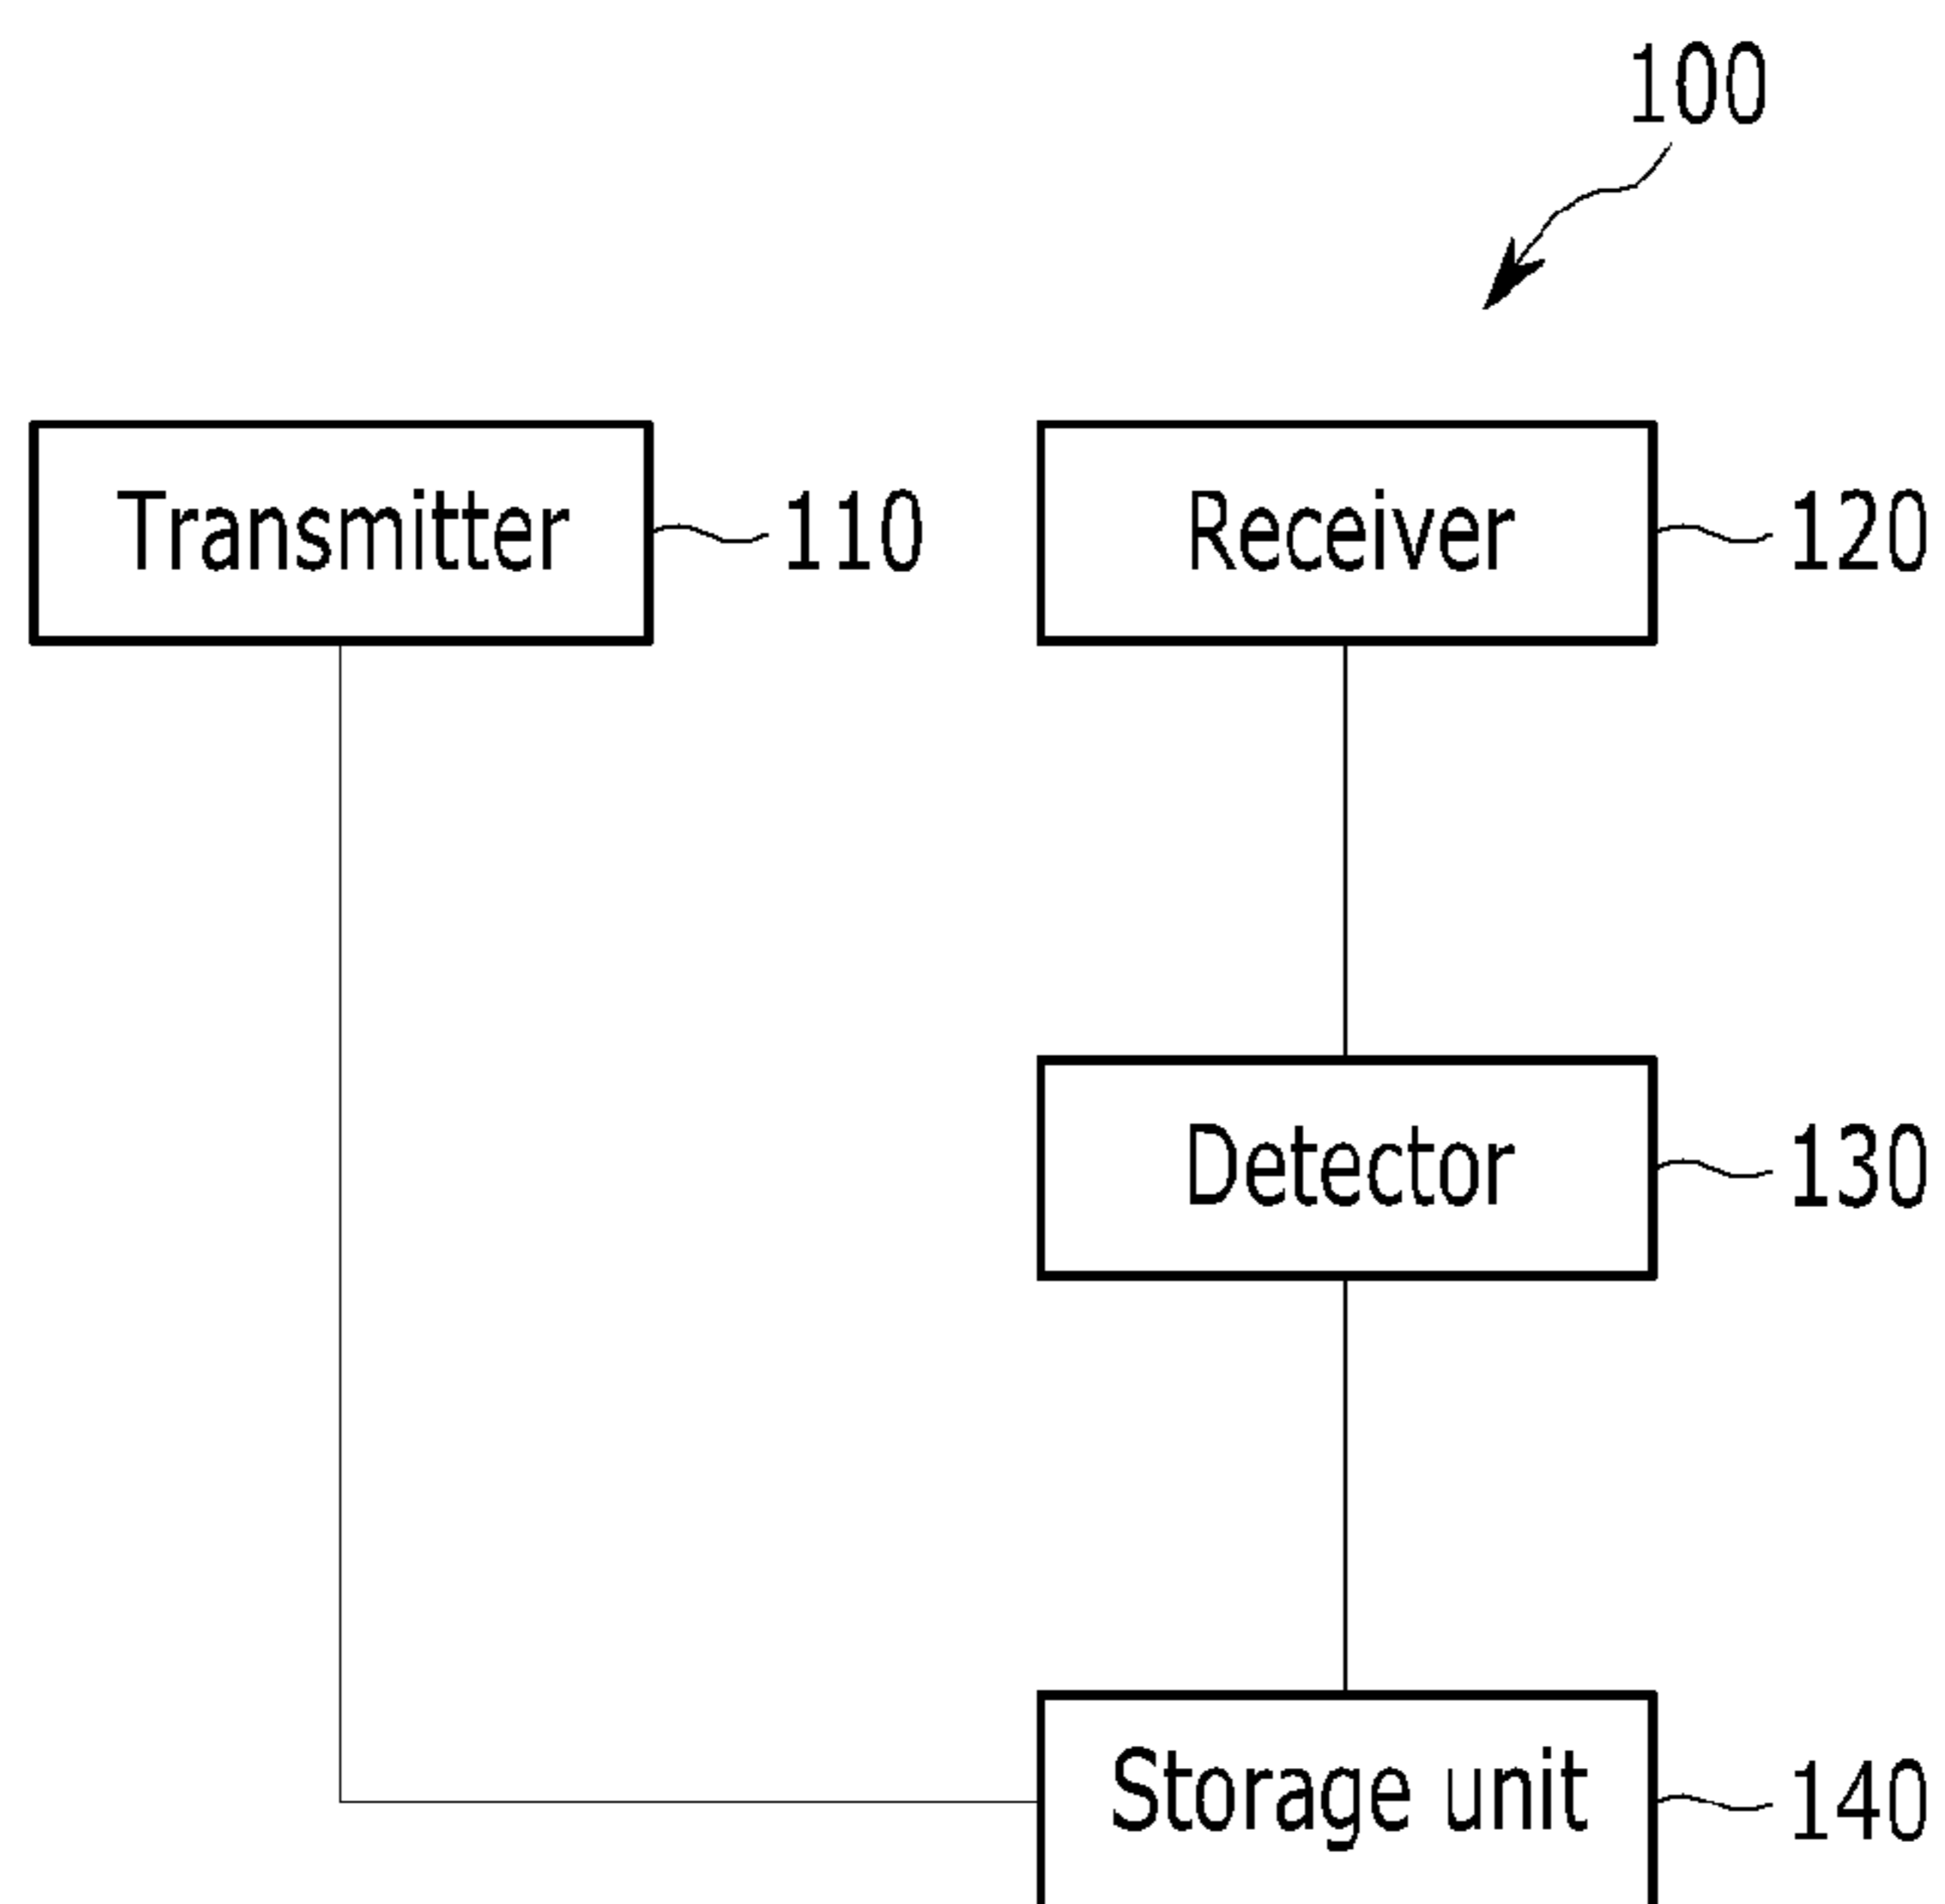 100
Transmitter 110
Receiver 120
Detector 130
Storage unit 140